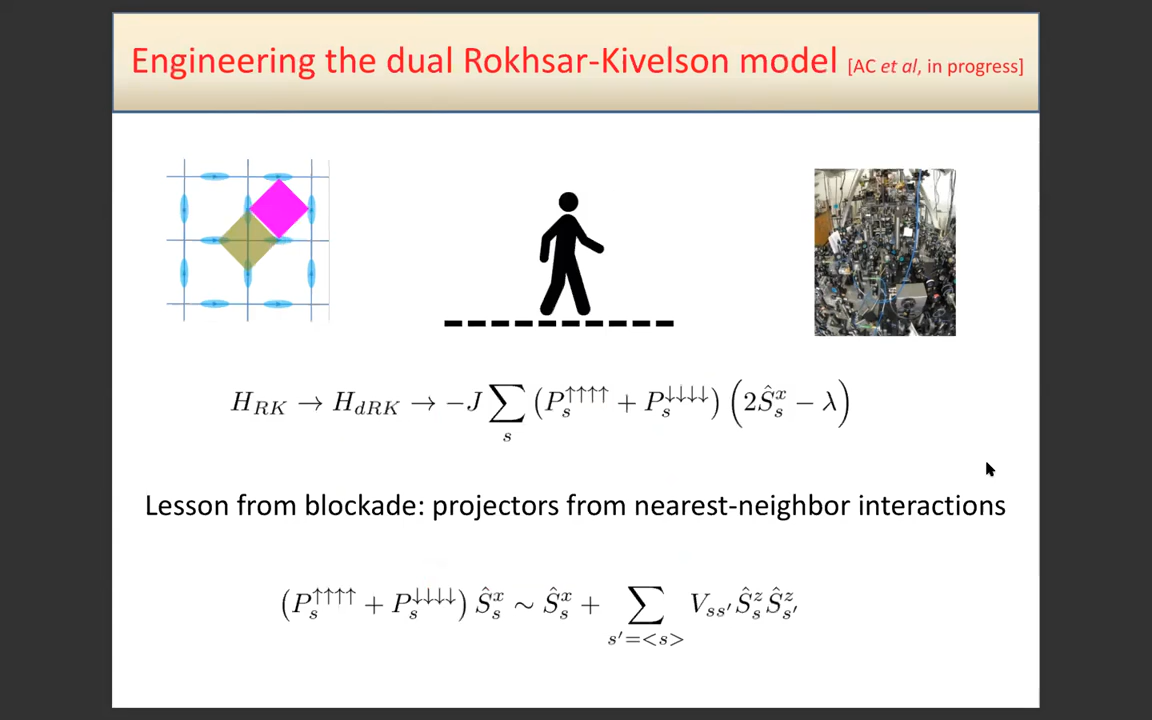 Engineering the dual Rokhsar-Kivelson model [AC et al, in progress]
H_{RK} → H_{dRK} → −J ∑_s (P_s^{↑↑↑↑} + P_s^{↓↓↓↓}) (2Ŝ_s^x − λ)
Lesson from blockade: projectors from nearest-neighbor interactions
(P_s^{↑↑↑↑} + P_s^{↓↓↓↓}) Ŝ_s^x ∼ Ŝ_s^x + ∑_{s'=<s>} V_{ss'} Ŝ_s^z Ŝ_{s'}^z